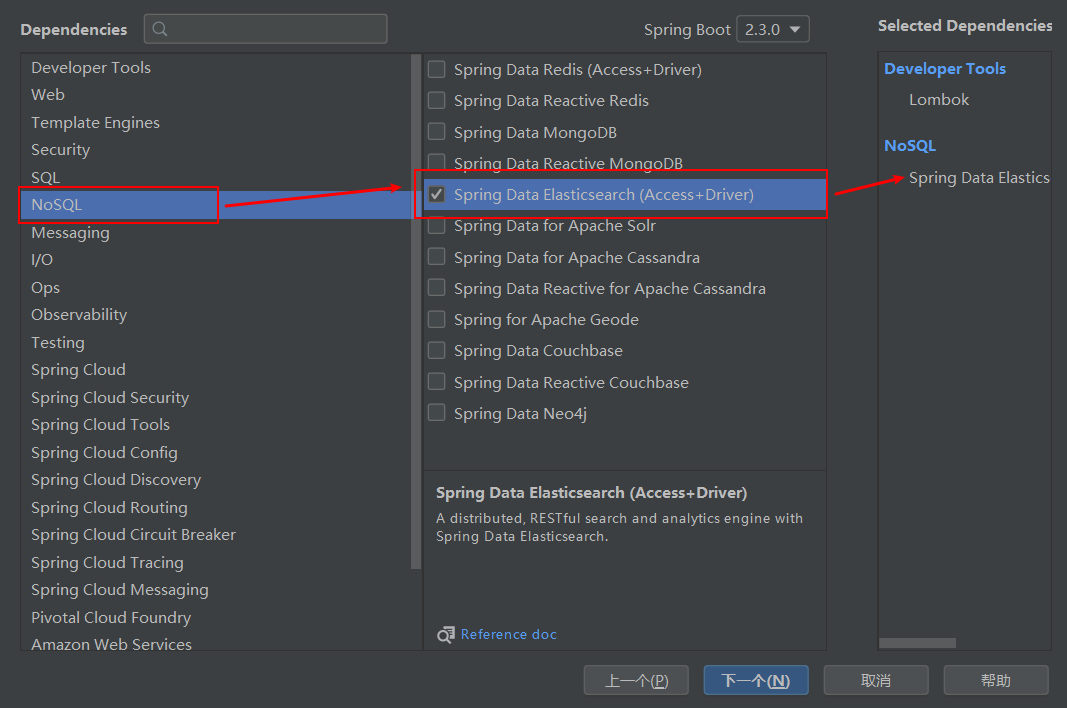 Dependencies
Spring Boot 2.3.0
Selected Dependencies
Developer Tools
Web
Template Engines
Security
SQL
NoSQL
Messaging
I/O
Ops
Observability
Testing
Spring Cloud
Spring Cloud Security
Spring Cloud Tools
Spring Cloud Config
Spring Cloud Discovery
Spring Cloud Routing
Spring Cloud Circuit Breaker
Spring Cloud Tracing
Spring Cloud Messaging
Pivotal Cloud Foundry
Amazon Web Services
Spring Data Redis (Access+Driver)
Spring Data Reactive Redis
Spring Data MongoDB
Spring Data Reactive MongoDB
Spring Data Elasticsearch (Access+Driver)
Spring Data for Apache Solr
Spring Data for Apache Cassandra
Spring Data Reactive for Apache Cassandra
Spring for Apache Geode
Spring Data Couchbase
Spring Data Reactive Couchbase
Spring Data Neo4j
Spring Data Elasticsearch (Access+Driver)
A distributed, RESTful search and analytics engine with
Spring Data Elasticsearch.
Reference doc
Developer Tools
Lombok
NoSQL
Spring Data Elastics
上一个(P)
下一个(N)
取消
帮助